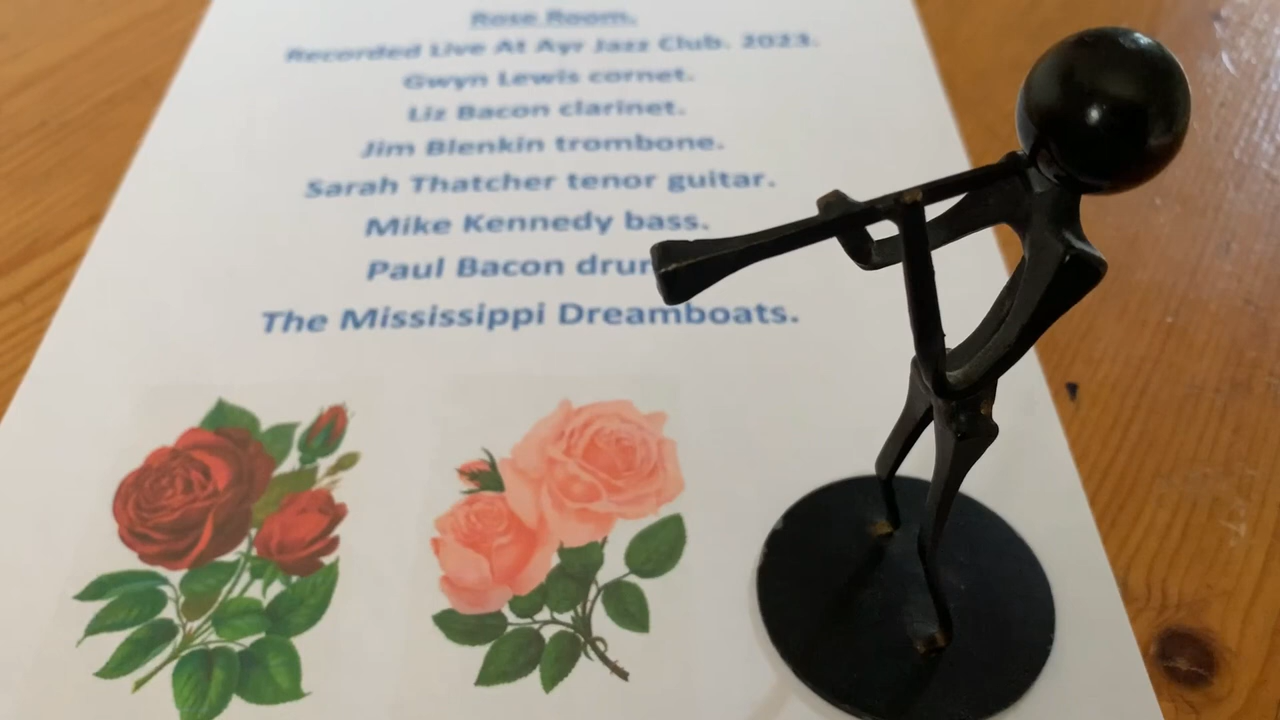 Rose Room.
Recorded Live At Ayr Jazz Club. 2023.
Gwyn Lewis cornet.
Liz Bacon clarinet.
Jim Blenkin trombone.
Sarah Thatcher tenor guitar.
Mike Kennedy bass.
Paul Bacon
The Mississippi Dreamboats.